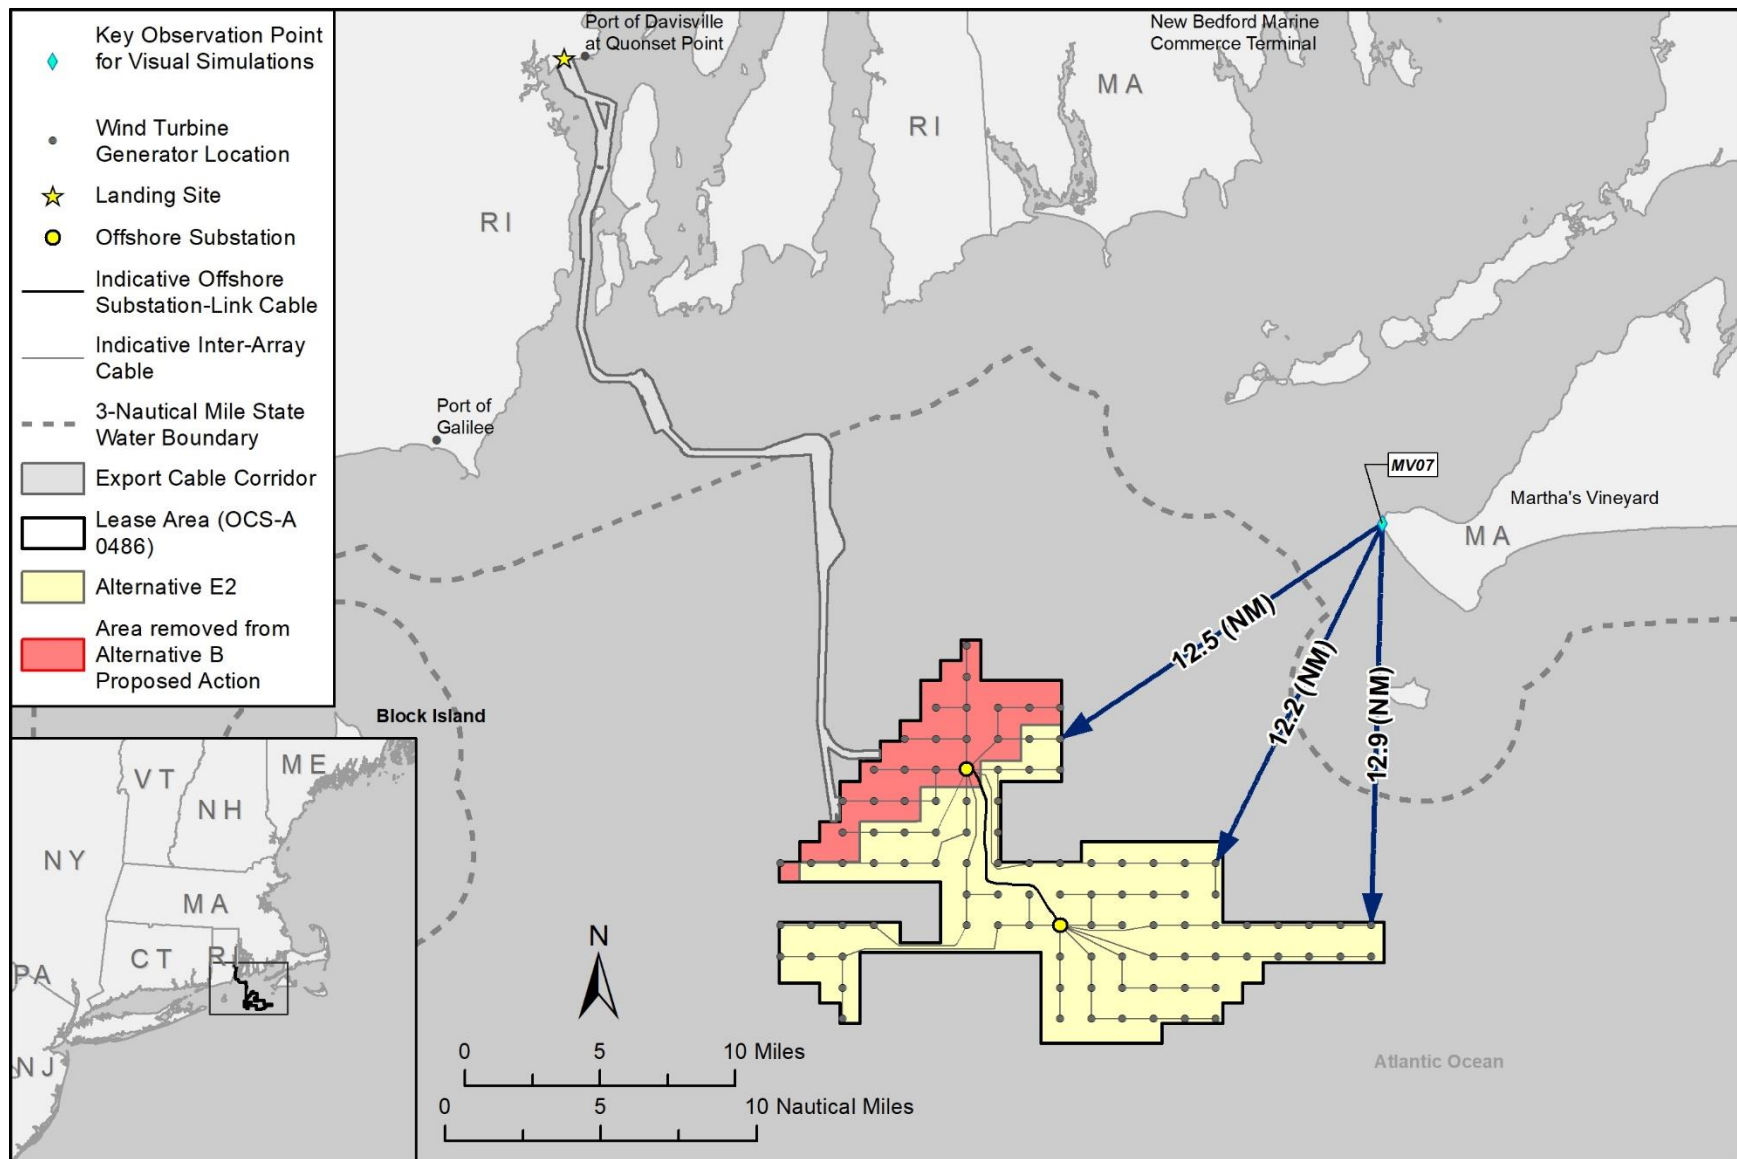 Key Observation Point
for Visual Simulations
Wind Turbine
Generator Location
Landing Site
Offshore Substation
Indicative Offshore
Substation-Link Cable
Indicative Inter-Array
Cable
3-Nautical Mile State
Water Boundary
Export Cable Corridor
Lease Area (OCS-A
0486)
Alternative E2
Area removed from
Alternative B
Proposed Action
Port of Davisville
at Quonset Point
New Bedford Marine
Commerce Terminal
MA
RI
RI
Port of
Galilee
MV07
Martha's Vineyard
MA
12.5 (NM)
12.2 (NM)
12.9 (NM)
Block Island
VT
ME
NH
NY
MA
CT
RI
PA
NJ
N
0 5 10 Miles
0 5 10 Nautical Miles
Atlantic Ocean